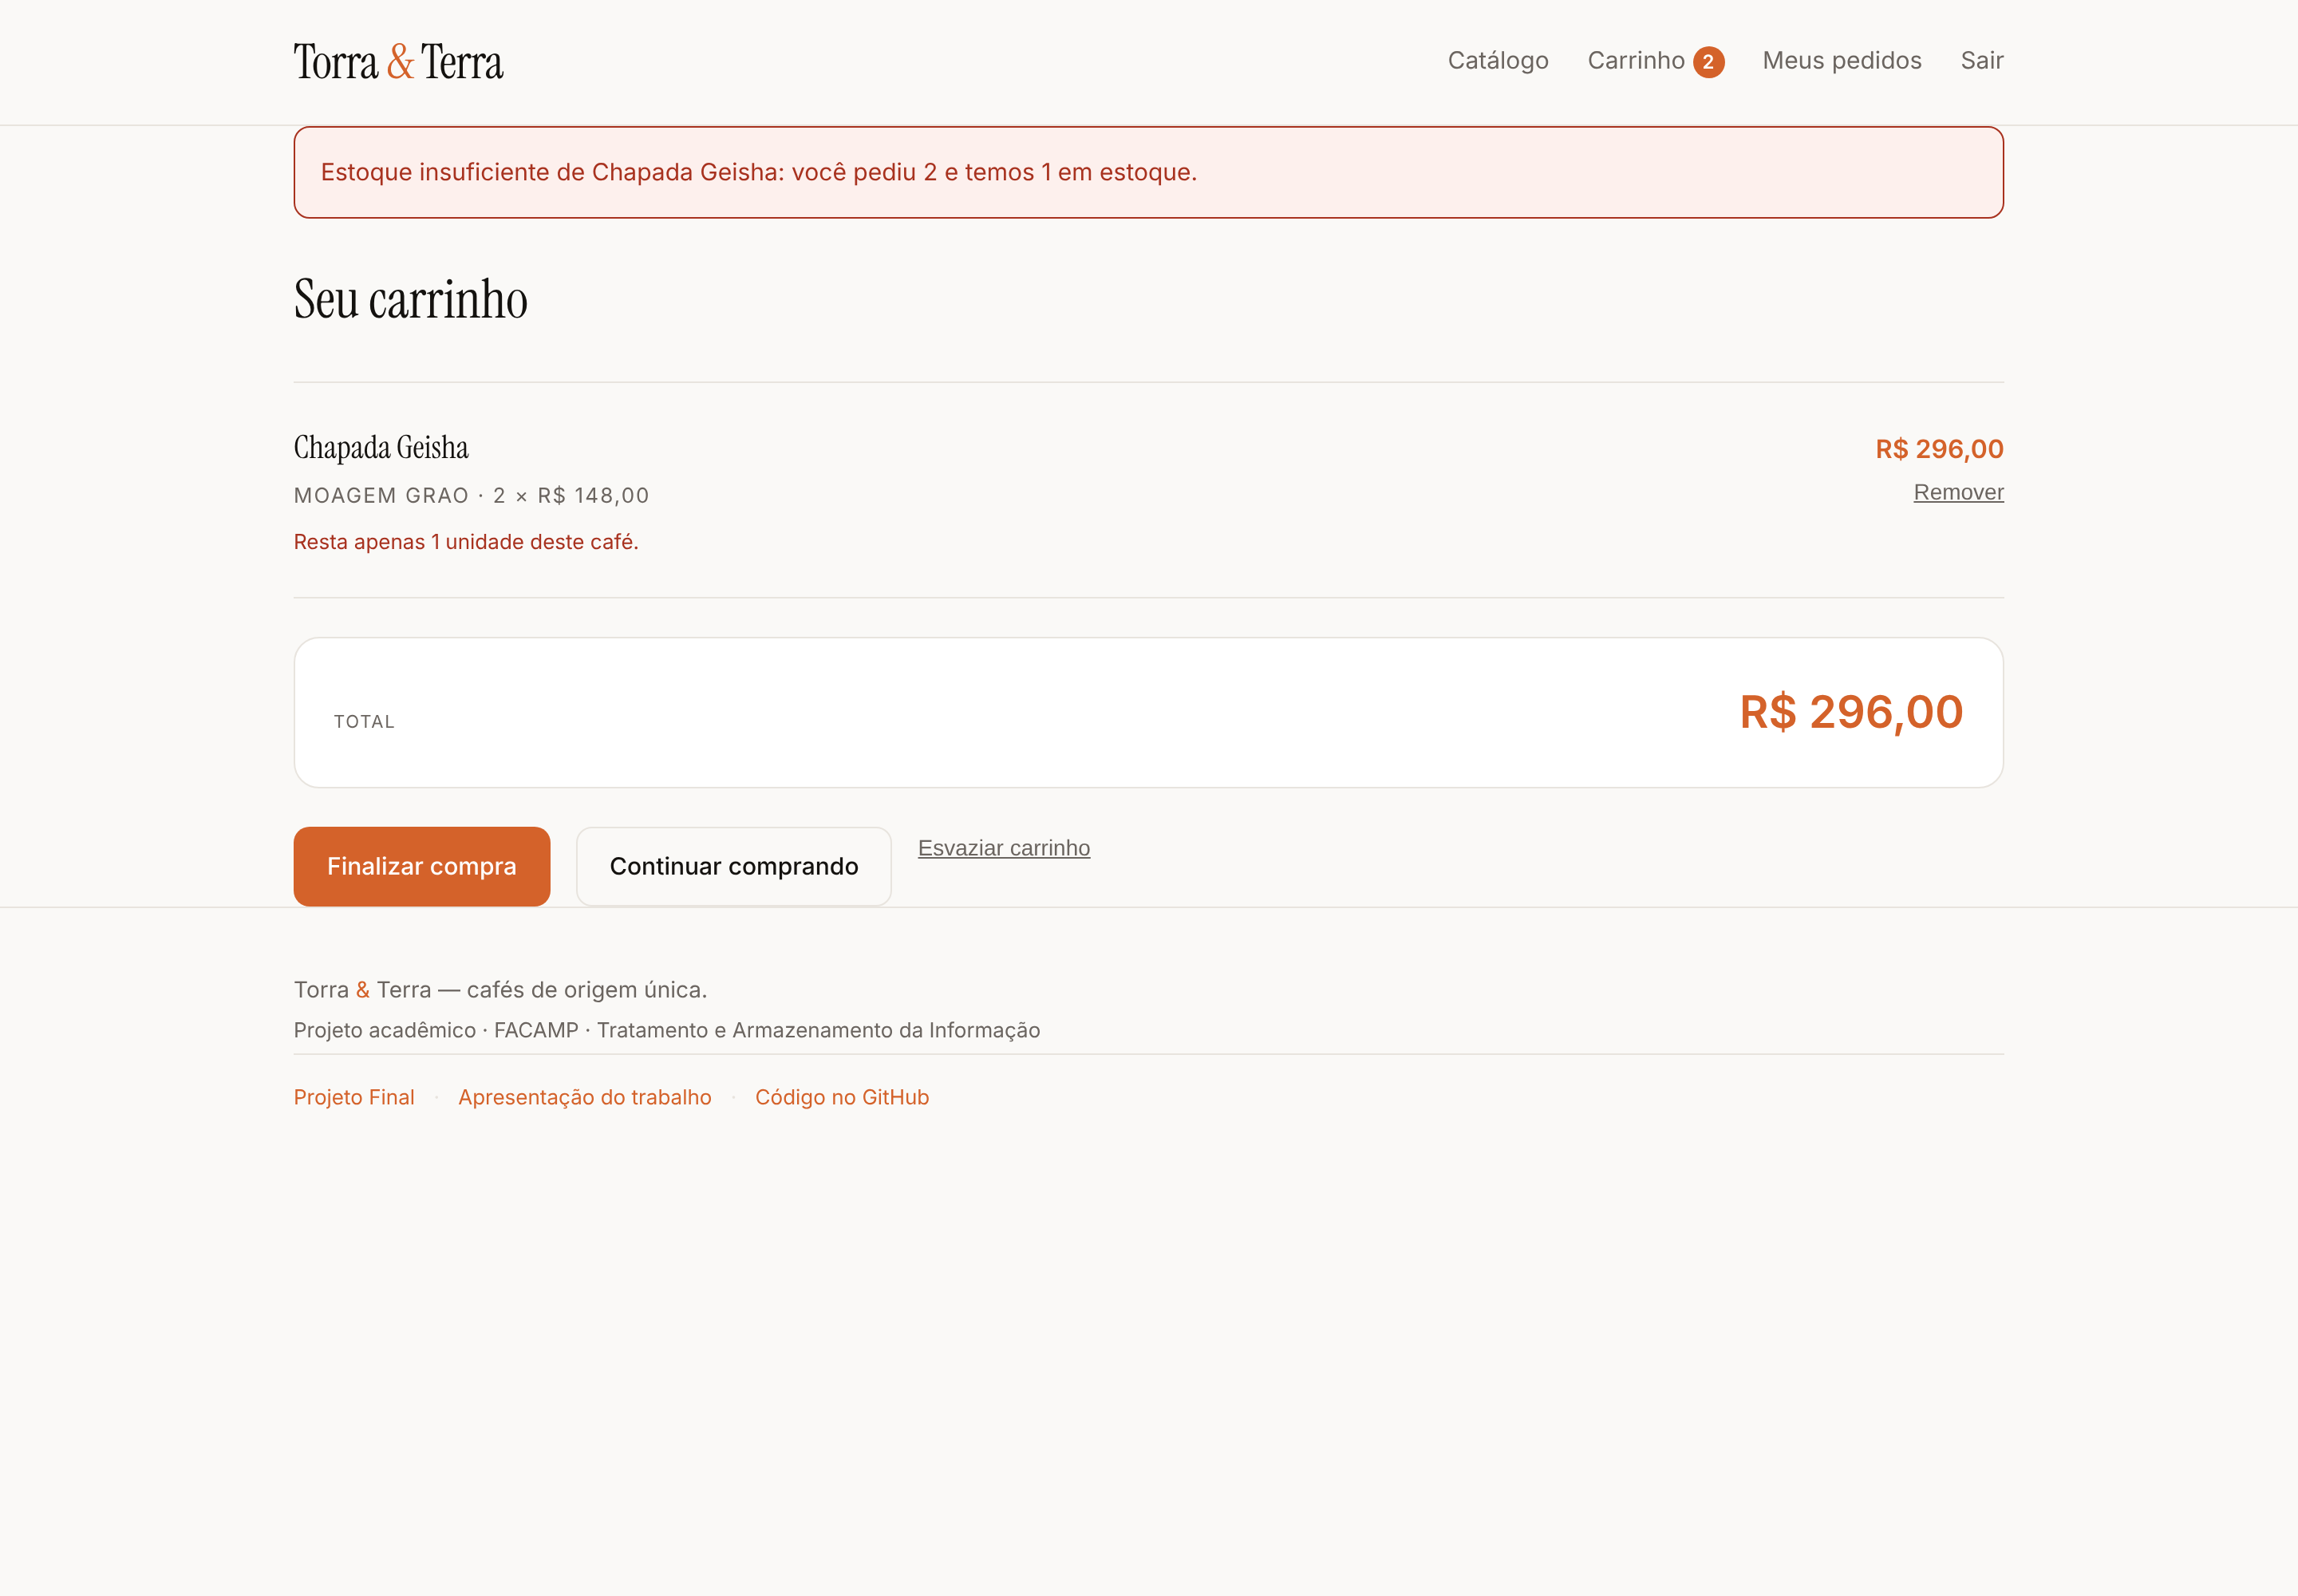 Torra & Terra
Catálogo Carrinho 2 Meus pedidos Sair
Estoque insuficiente de Chapada Geisha: você pediu 2 e temos 1 em estoque.
Seu carrinho
Chapada Geisha R$ 296,00
MOAGEM GRAO · 2 × R$ 148,00 Remover
Resta apenas 1 unidade deste café.
TOTAL R$ 296,00
Finalizar compra Continuar comprando Esvaziar carrinho
Torra & Terra — cafés de origem única.
Projeto acadêmico · FACAMP · Tratamento e Armazenamento da Informação
Projeto Final · Apresentação do trabalho · Código no GitHub